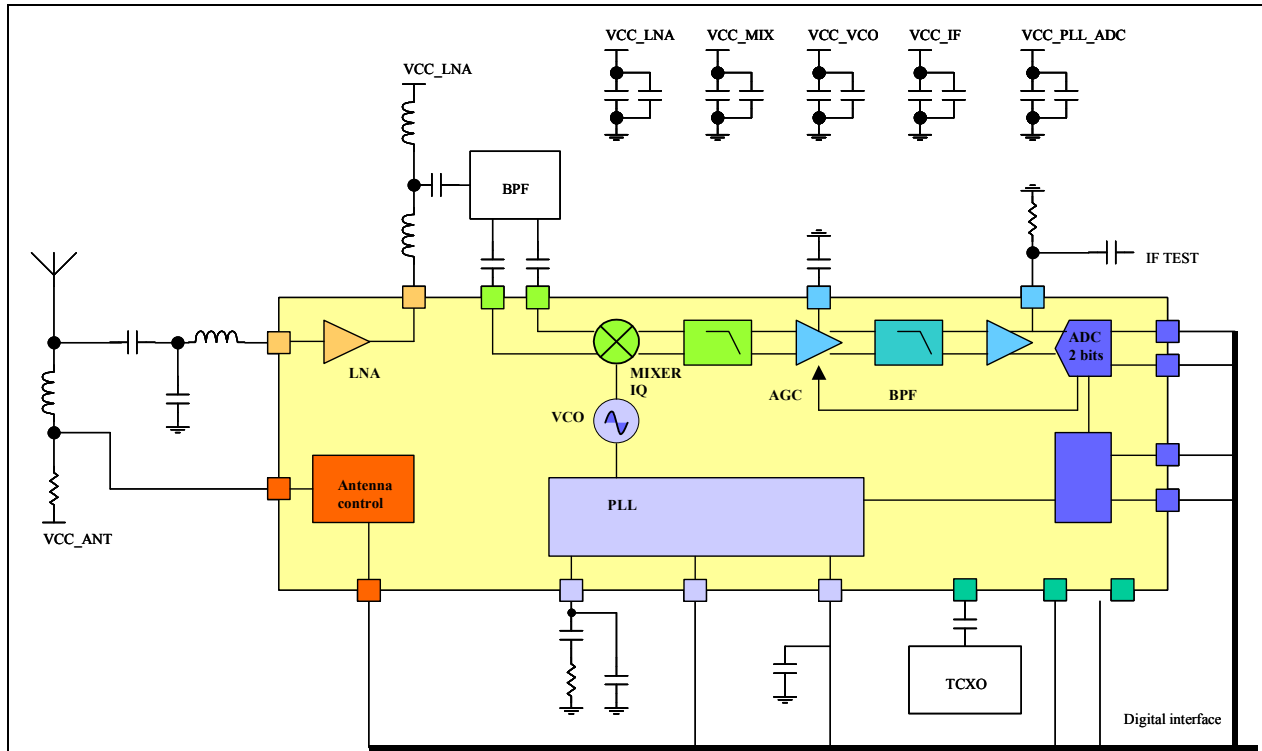 VCC_LNA
VCC_MIX
VCC_VCO
VCC_IF
VCC_PLL_ADC
VCC_LNA
BPF
IF TEST
LNA
MIXER
IQ
ADC
2 bits
AGC
BPF
VCO
Antenna
control
PLL
VCC_ANT
TCXO
Digital interface